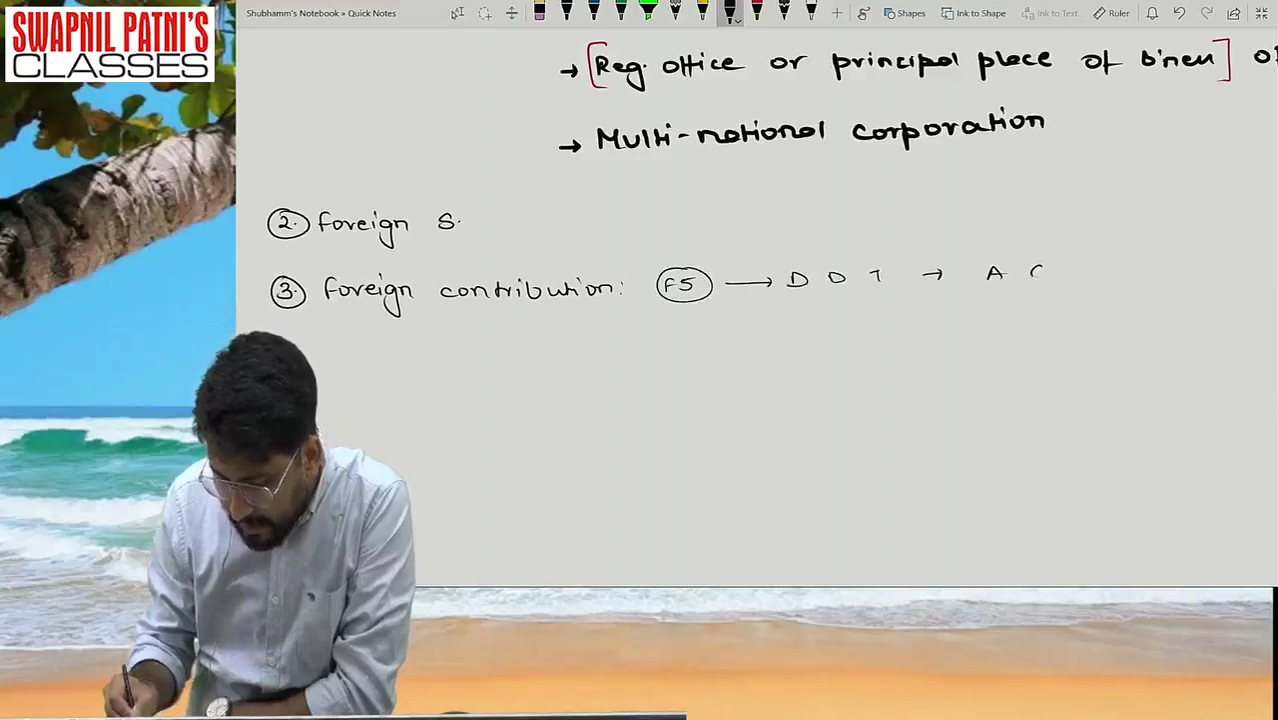 SWAPNIL PATNI'S
CLASSES
Shubhamm's Notebook » Quick Notes
Shapes
Ink to Shape
Ink to Text
Ruler
→ [Reg. office or principal place of b'ness] of
→ Multi-national corporation
2. Foreign S.
3. Foreign contribution: FS → D D T → A C